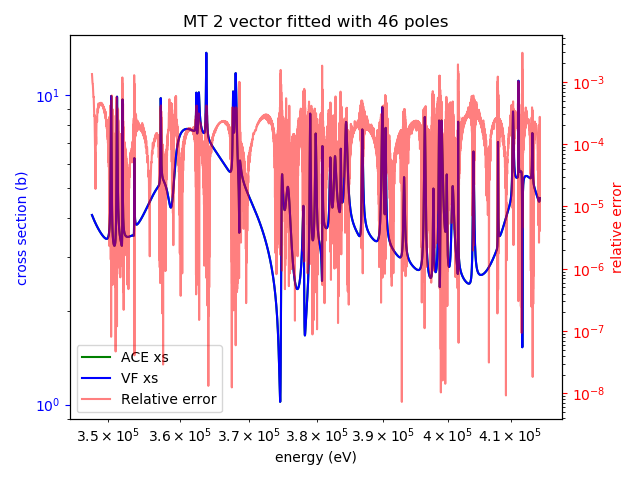 MT 2 vector fitted with 46 poles
10¹
10⁰
cross section (b)
10⁻³
10⁻⁴
10⁻⁵
10⁻⁶
10⁻⁷
10⁻⁸
relative error
ACE xs
VF xs
Relative error
3.5 × 10⁵ 3.6 × 10⁵ 3.7 × 10⁵ 3.8 × 10⁵ 3.9 × 10⁵ 4 × 10⁵ 4.1 × 10⁵
energy (eV)